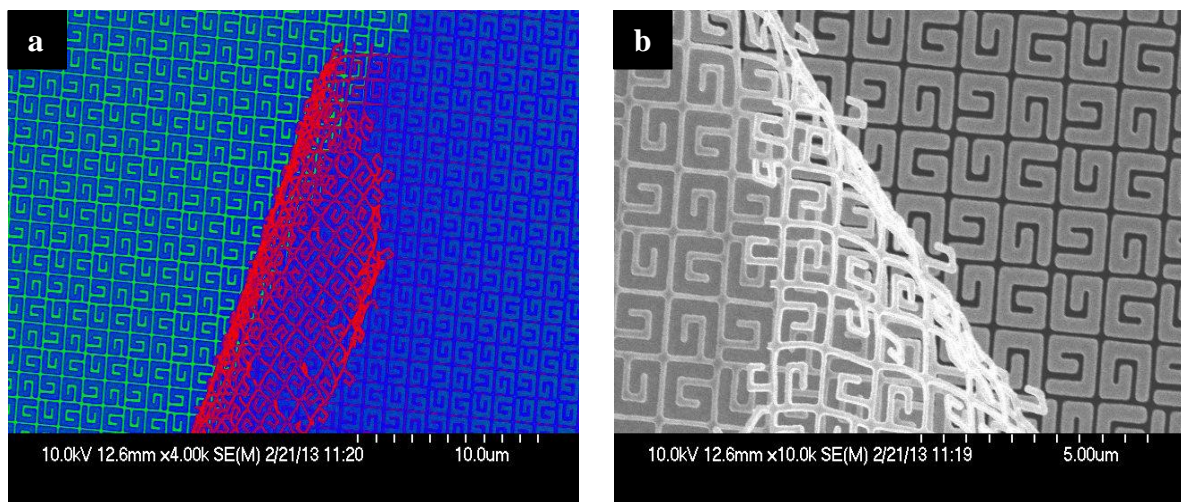 a
b
10.0kV 12.6mm x4.00k SE(M) 2/21/13 11:20 10.0um
10.0kV 12.6mm x10.0k SE(M) 2/21/13 11:19 5.00um